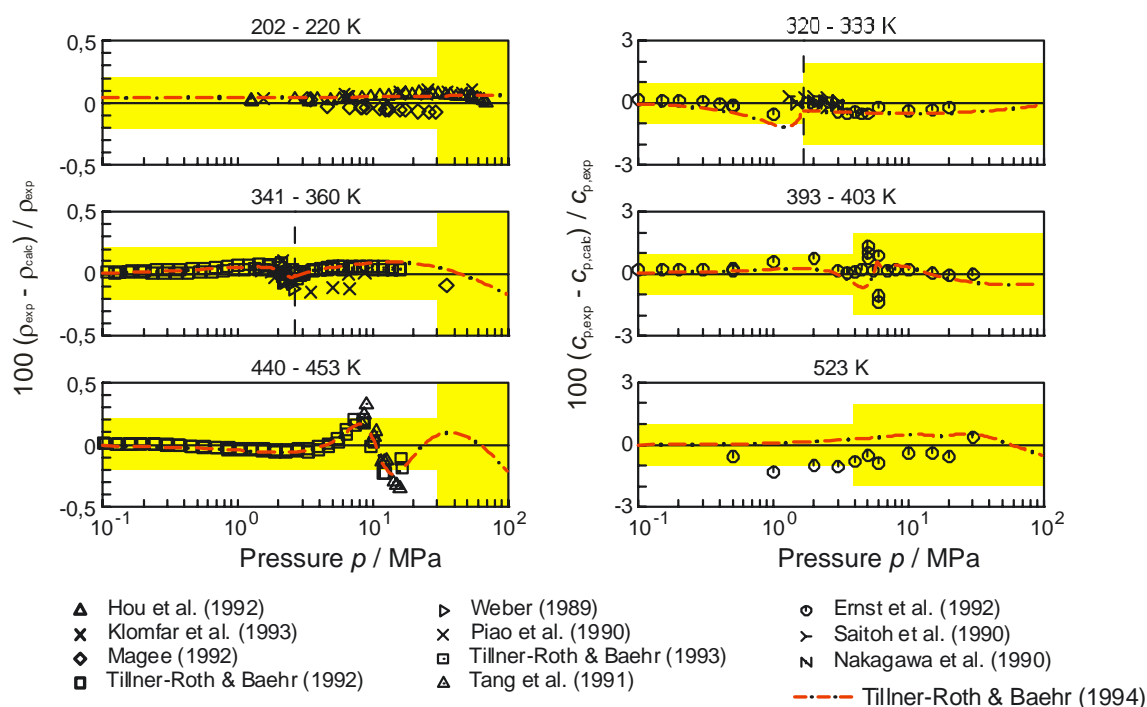 202 - 220 K
0,5
0
-0,5
341 - 360 K
0,5
0
-0,5
440 - 453 K
0,5
0
-0,5
10-1 100 101 102
Pressure p / MPa
100 (ρexp - ρcalc) / ρexp
320 - 333 K
3
0
-3
393 - 403 K
3
0
-3
523 K
3
0
-3
10-1 100 101 102
Pressure p / MPa
100 (cp,exp - cp,calc) / cp,exp
Hou et al. (1992)
Klomfar et al. (1993)
Magee (1992)
Tillner-Roth & Baehr (1992)
Weber (1989)
Piao et al. (1990)
Tillner-Roth & Baehr (1993)
Tang et al. (1991)
Ernst et al. (1992)
Saitoh et al. (1990)
Nakagawa et al. (1990)
Tillner-Roth & Baehr (1994)